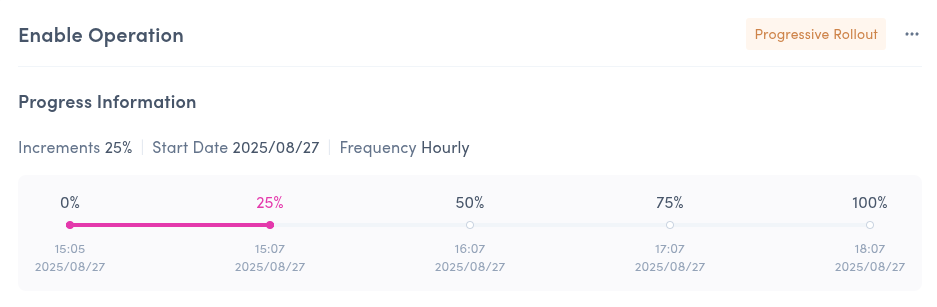 Enable Operation
Progressive Rollout
Progress Information
Increments 25% Start Date 2025/08/27 Frequency Hourly
0% 25% 50% 75% 100%
15:05 15:07 16:07 17:07 18:07
2025/08/27 2025/08/27 2025/08/27 2025/08/27 2025/08/27